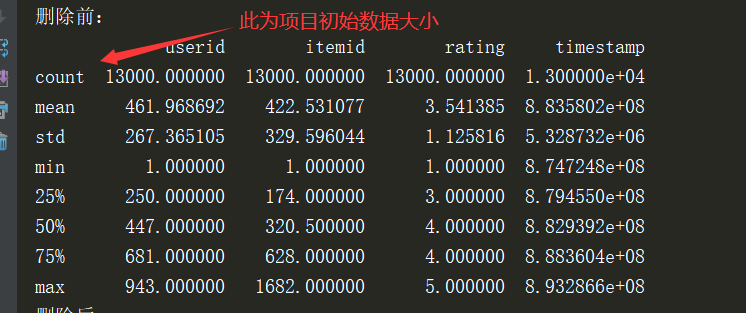 删除前:
此为项目初始数据大小
userid itemid rating timestamp
count 13000.000000 13000.000000 13000.000000 1.300000e+04
mean 461.968692 422.531077 3.541385 8.835802e+08
std 267.365105 329.596044 1.125816 5.328732e+06
min 1.000000 1.000000 1.000000 8.747248e+08
25% 250.000000 174.000000 3.000000 8.794550e+08
50% 447.000000 320.500000 4.000000 8.829392e+08
75% 681.000000 628.000000 4.000000 8.883604e+08
max 943.000000 1682.000000 5.000000 8.932866e+08